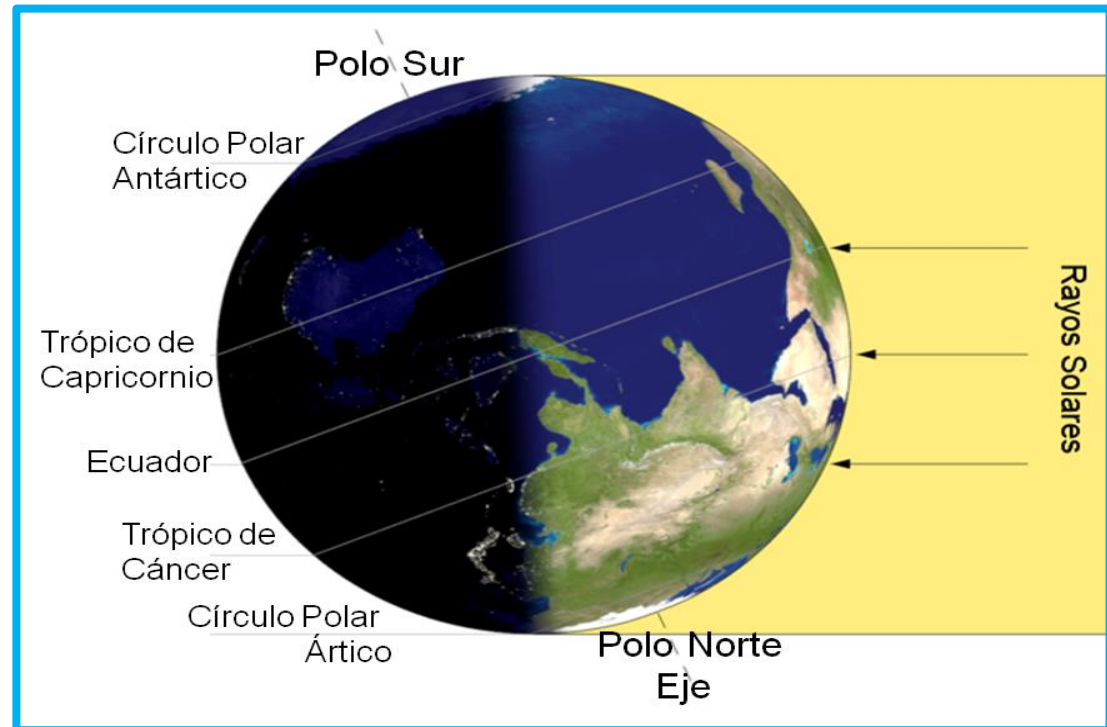 Polo Sur
Círculo Polar
Antártico
Trópico de
Capricornio
Ecuador
Trópico de
Cáncer
Círculo Polar
Ártico
Polo Norte
Eje
Rayos Solares